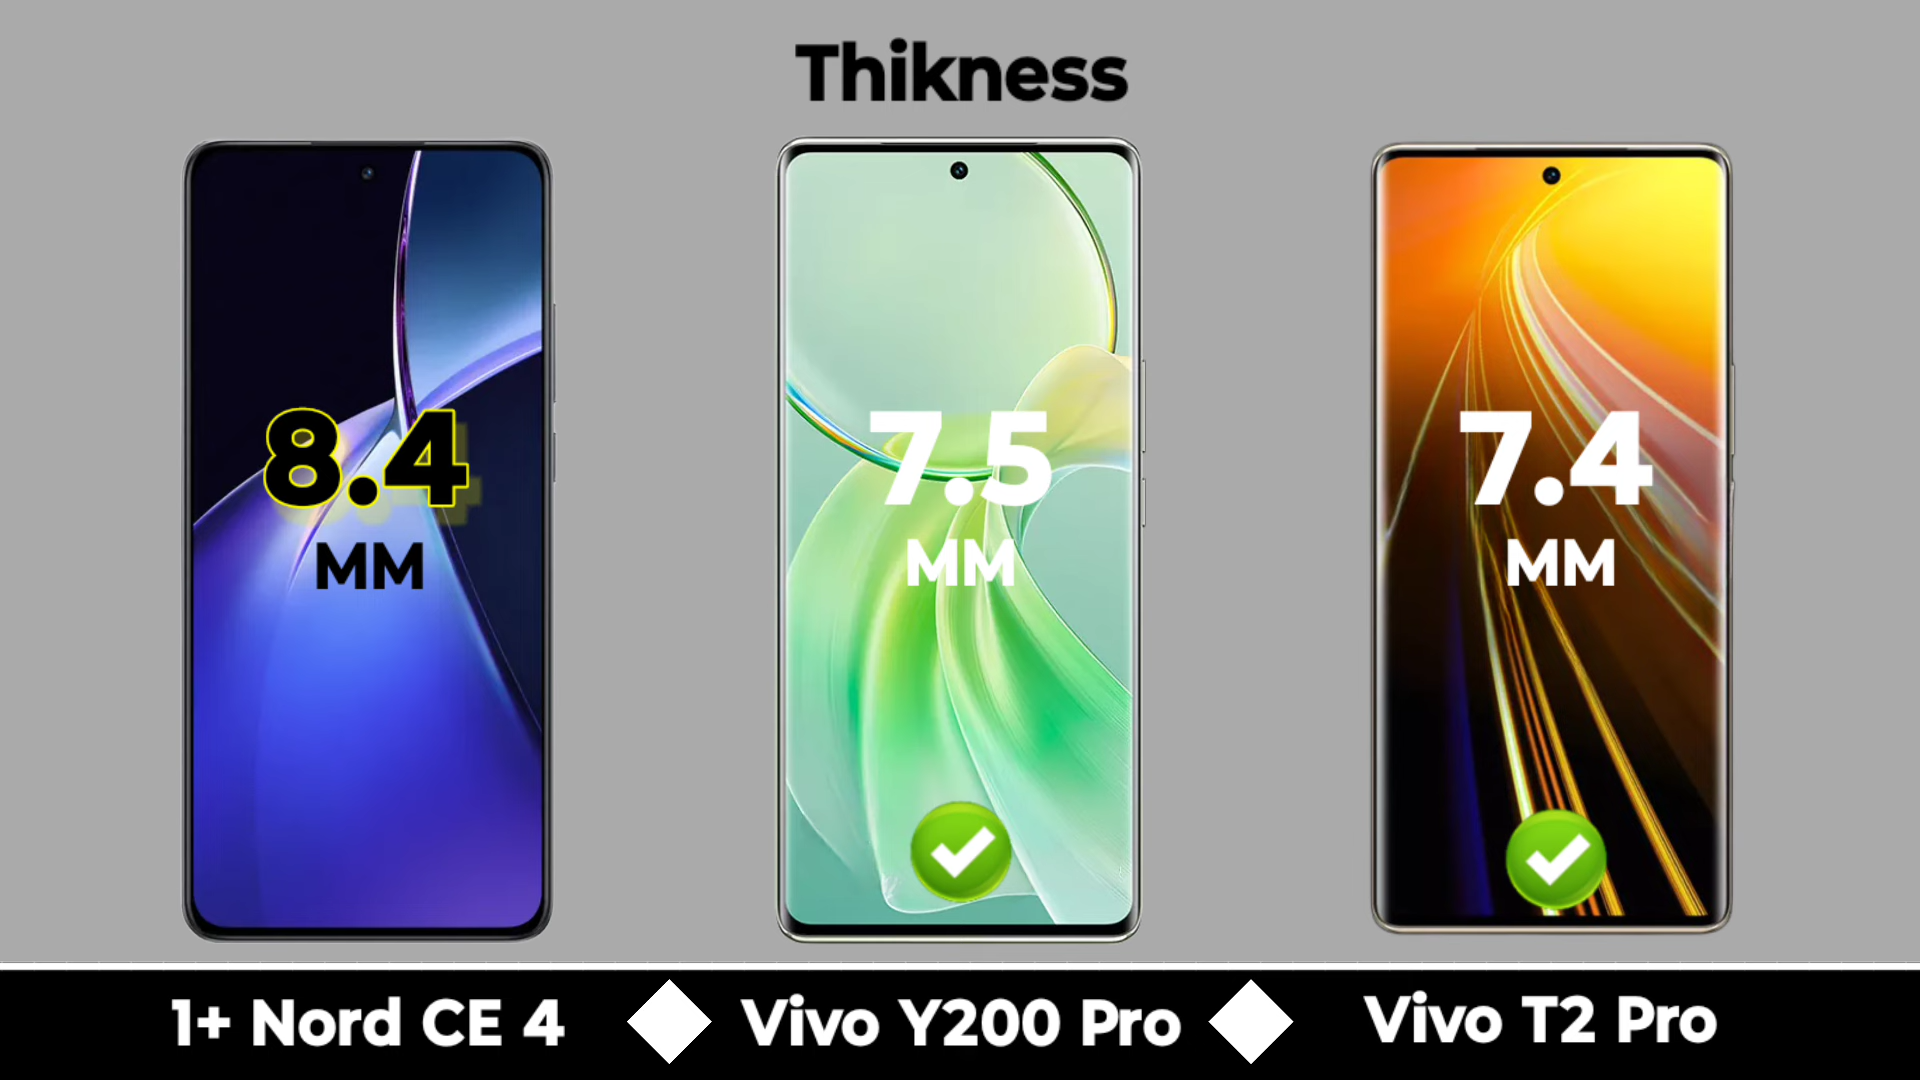 Thikness
8.4
MM
7.5
MM
7.4
MM
1+ Nord CE 4
Vivo Y200 Pro
Vivo T2 Pro